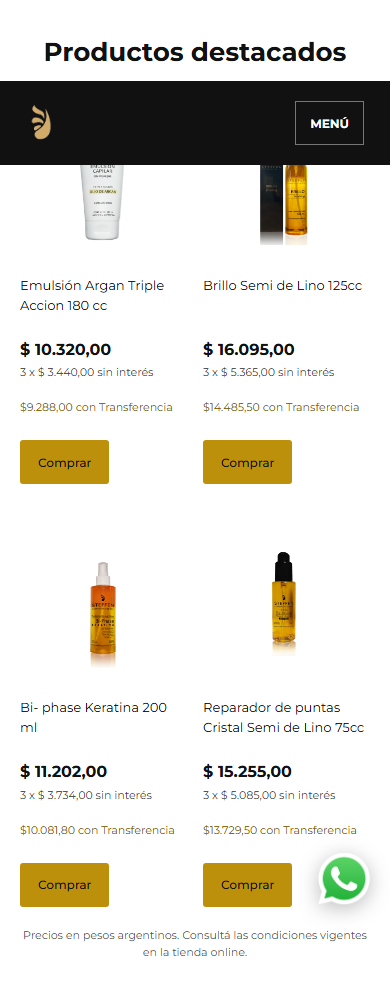 Productos destacados
MENÚ
EMULSIÓN
CAPILAR
BRILLO
Emulsión Argan Triple
Accion 180 cc
Brillo Semi de Lino 125cc
$ 10.320,00
3 x $ 3.440,00 sin interés
$9.288,00 con Transferencia
Comprar
$ 16.095,00
3 x $ 5.365,00 sin interés
$14.485,50 con Transferencia
Comprar
Bi- phase Keratina 200
ml
Reparador de puntas
Cristal Semi de Lino 75cc
$ 11.202,00
3 x $ 3.734,00 sin interés
$10.081,80 con Transferencia
Comprar
$ 15.255,00
3 x $ 5.085,00 sin interés
$13.729,50 con Transferencia
Comprar
Precios en pesos argentinos. Consultá las condiciones vigentes
en la tienda online.